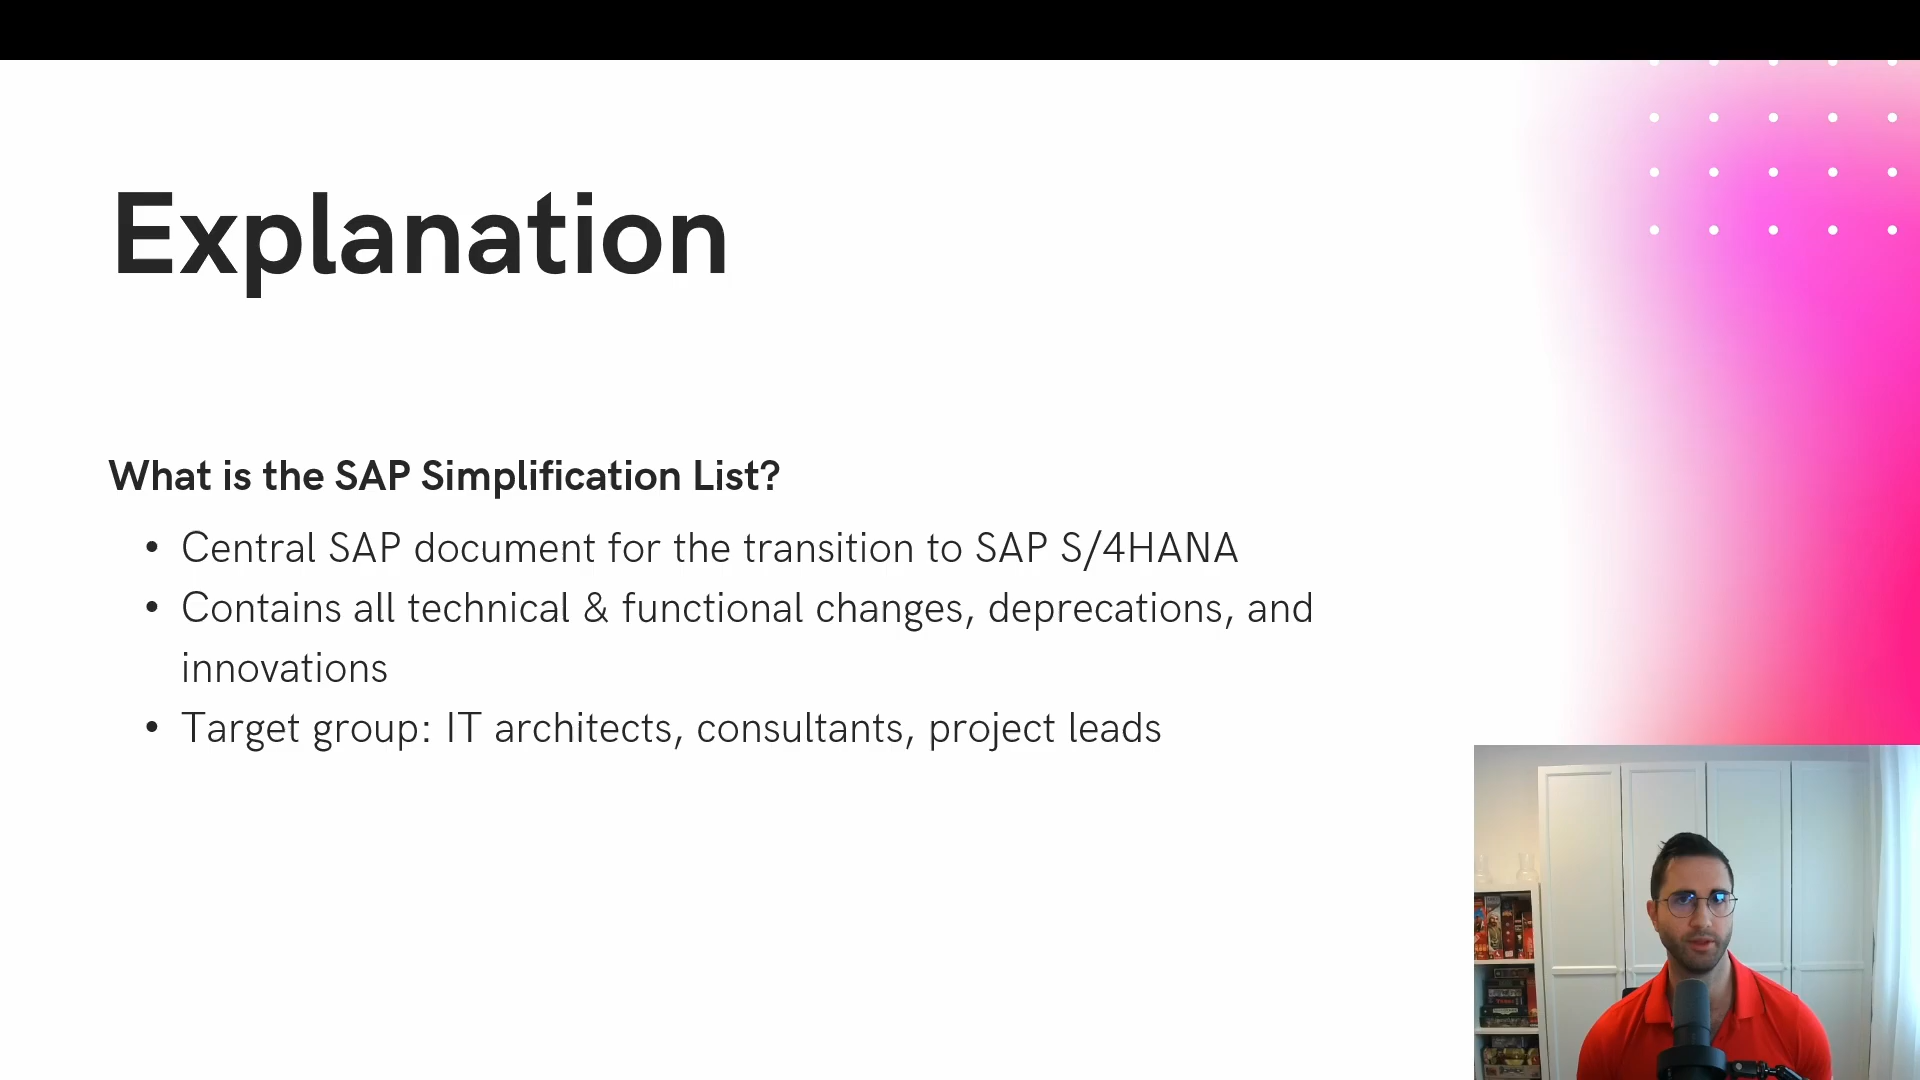 Explanation
What is the SAP Simplification List?
• Central SAP document for the transition to SAP S/4HANA
• Contains all technical & functional changes, deprecations, and
innovations
• Target group: IT architects, consultants, project leads